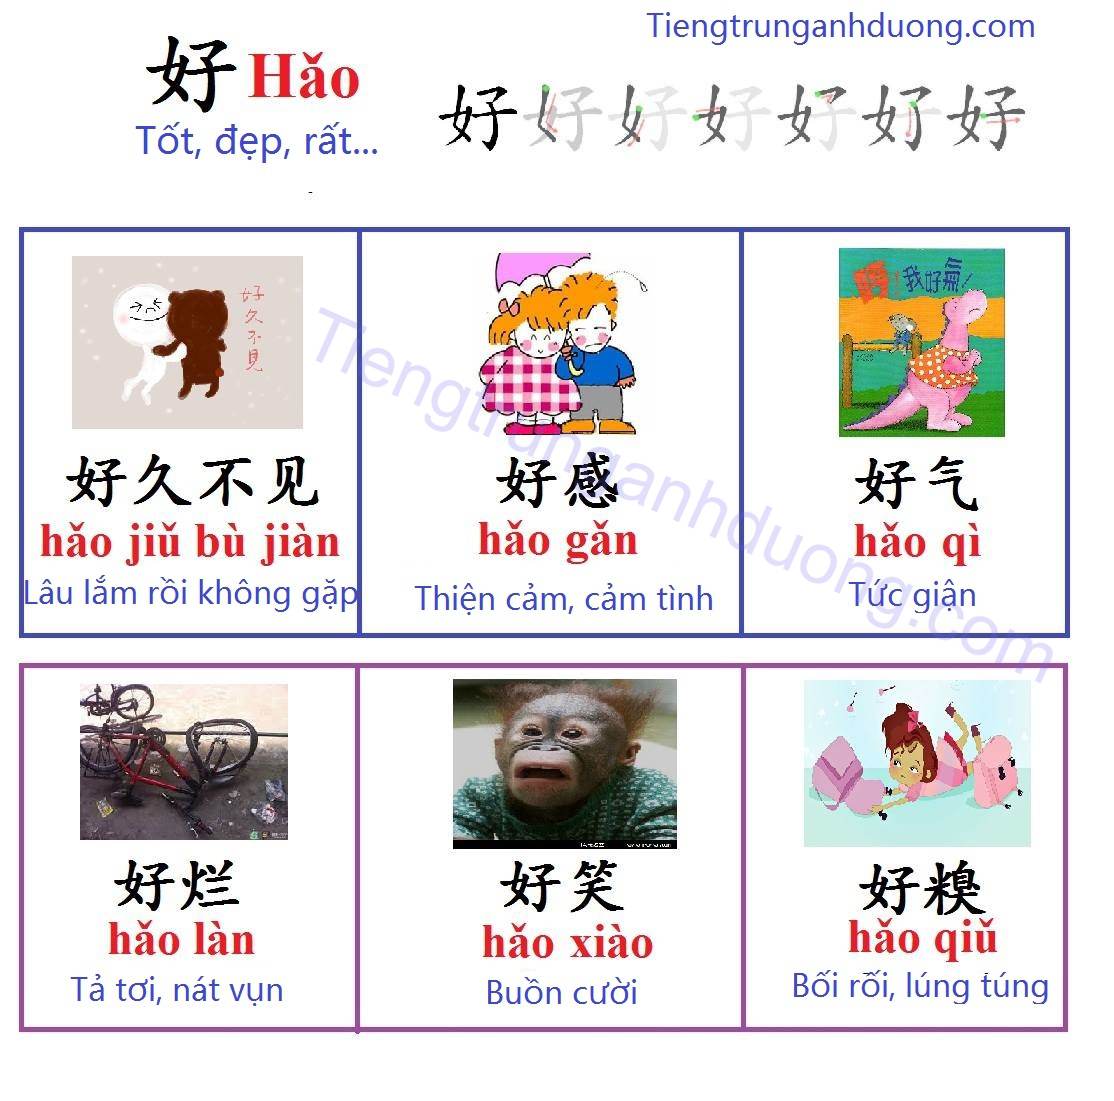 Tiengtrunganhduong.com
好 Hǎo
Tốt, đẹp, rất...
好 好 好 好 好 好 好
好久不見
好久不见
hǎo jiǔ bù jiàn
Lâu lắm rồi không gặp
好感
hǎo gǎn
Thiện cảm, cảm tình
我好氣!
好气
hǎo qì
Tức giận
Tiengtrunganhduong.com
好烂
hǎo làn
Tả tơi, nát vụn
好笑
hǎo xiào
Buồn cười
好糗
hǎo qiǔ
Bối rối, lúng túng